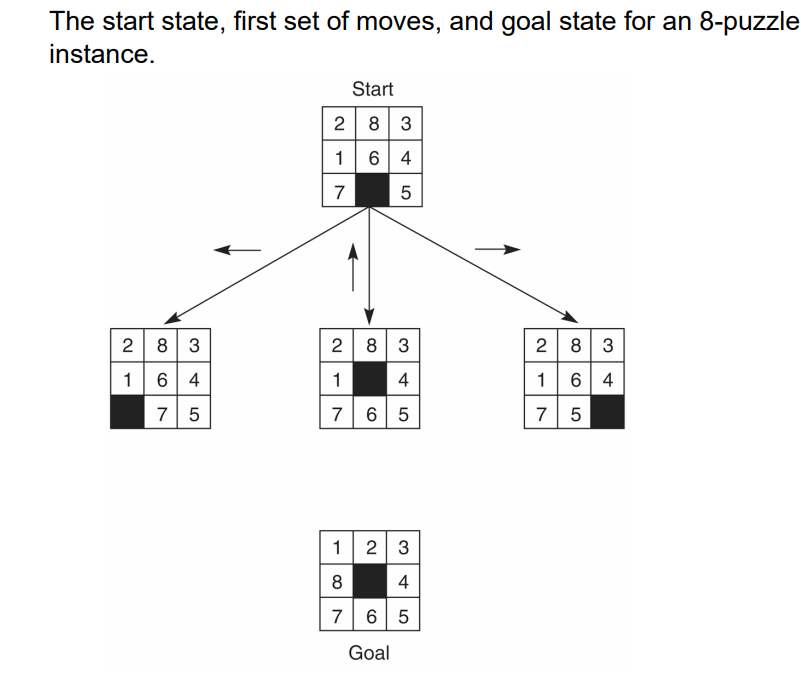 The start state, first set of moves, and goal state for an 8-puzzle
instance.
Start
2 8 3
1 6 4
7 5
2 8 3 2 8 3 2 8 3
1 6 4 1 4 1 6 4
7 5 7 6 5 7 5
1 2 3
8 4
7 6 5
Goal